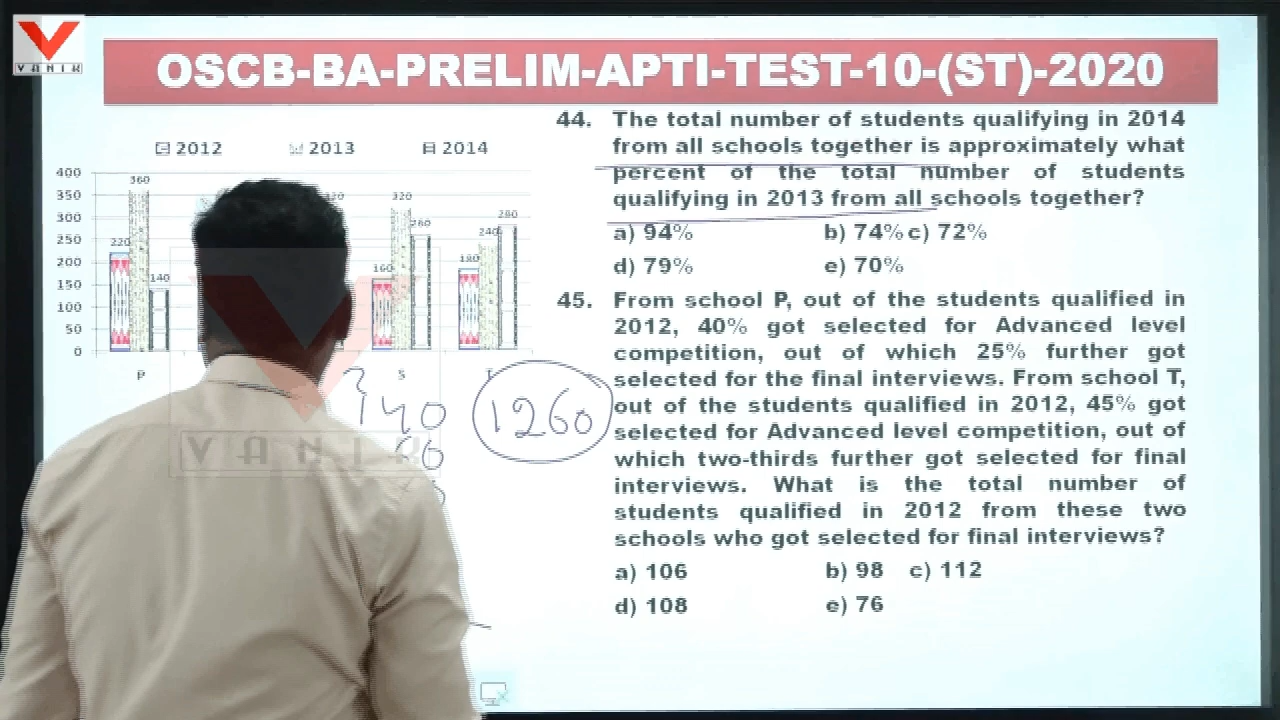 VANIK
OSCB-BA-PRELIM-APTI-TEST-10-(ST)-2020
2012 2013 2014
400
350
300
250
200
150
100
50
0
220
360
140
160
320
260
180
240
280
P
S
140
1260
VANIK
44. The total number of students qualifying in 2014
from all schools together is approximately what
percent of the total number of students
qualifying in 2013 from all schools together?
a) 94% b) 74% c) 72%
d) 79% e) 70%
45. From school P, out of the students qualified in
2012, 40% got selected for Advanced level
competition, out of which 25% further got
selected for the final interviews. From school T,
out of the students qualified in 2012, 45% got
selected for Advanced level competition, out of
which two-thirds further got selected for final
interviews. What is the total number of
students qualified in 2012 from these two
schools who got selected for final interviews?
a) 106 b) 98 c) 112
d) 108 e) 76